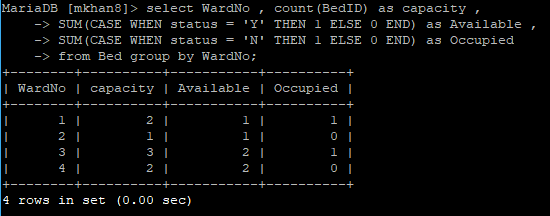 MariaDB [mkhan8]> select WardNo , count(BedID) as capacity ,
    -> SUM(CASE WHEN status = 'Y' THEN 1 ELSE 0 END) as Available ,
    -> SUM(CASE WHEN status = 'N' THEN 1 ELSE 0 END) as Occupied
    -> from Bed group by WardNo;
+--------+----------+-----------+----------+
| WardNo | capacity | Available | Occupied |
+--------+----------+-----------+----------+
|      1 |        2 |         1 |        1 |
|      2 |        1 |         1 |        0 |
|      3 |        3 |         2 |        1 |
|      4 |        2 |         2 |        0 |
+--------+----------+-----------+----------+
4 rows in set (0.00 sec)